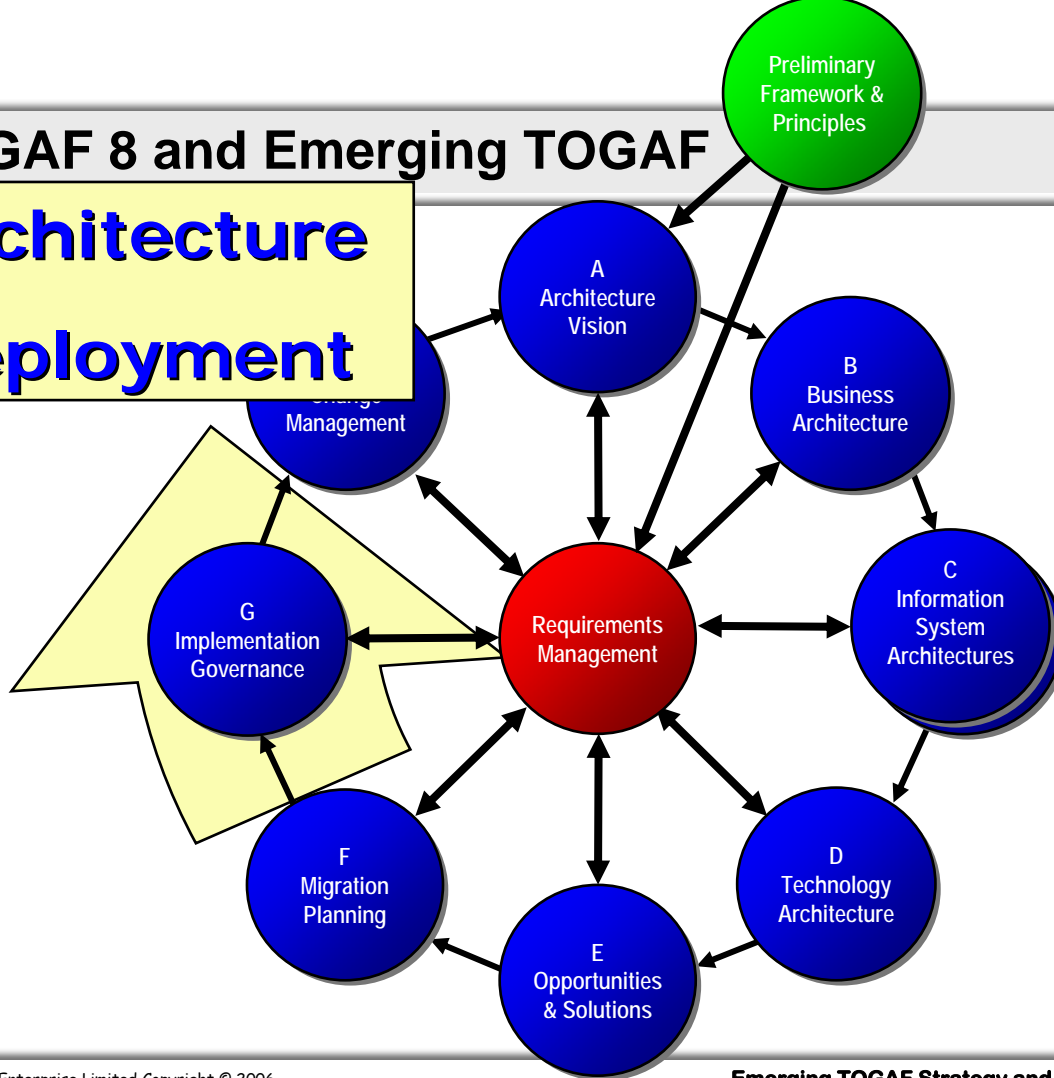 Preliminary
Framework &
Principles
GAF 8 and Emerging TOGAF
chitecture
eployment
A
Architecture
Vision
B
Business
Architecture
Management
C
Information
System
Architectures
G
Implementation
Governance
Requirements
Management
F
Migration
Planning
D
Technology
Architecture
E
Opportunities
& Solutions
Enterprise Limited Copyright © 2006
Emerging TOGAF Strategy and